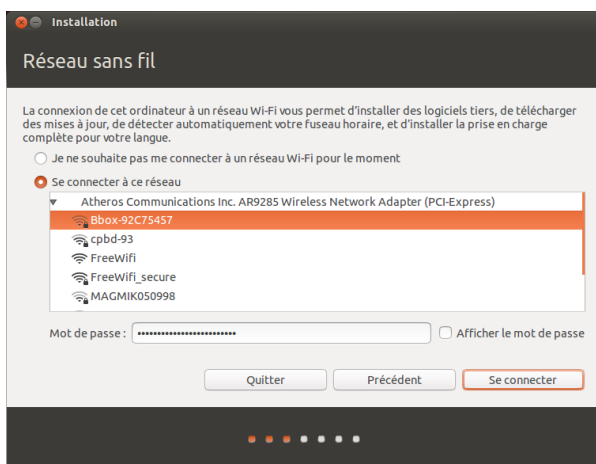 Installation
Réseau sans fil
La connexion de cet ordinateur à un réseau Wi-Fi vous permet d'installer des logiciels tiers, de télécharger
des mises à jour, de détecter automatiquement votre fuseau horaire, et d'installer la prise en charge
complète pour votre langue.
Je ne souhaite pas me connecter à un réseau Wi-Fi pour le moment
Se connecter à ce réseau
Atheros Communications Inc. AR9285 Wireless Network Adapter (PCI-Express)
Bbox-92C75457
cpbd-93
FreeWifi
FreeWifi_secure
MAGMIK050998
Mot de passe : •••••••••••••••••••••••• Afficher le mot de passe
Quitter Précédent Se connecter